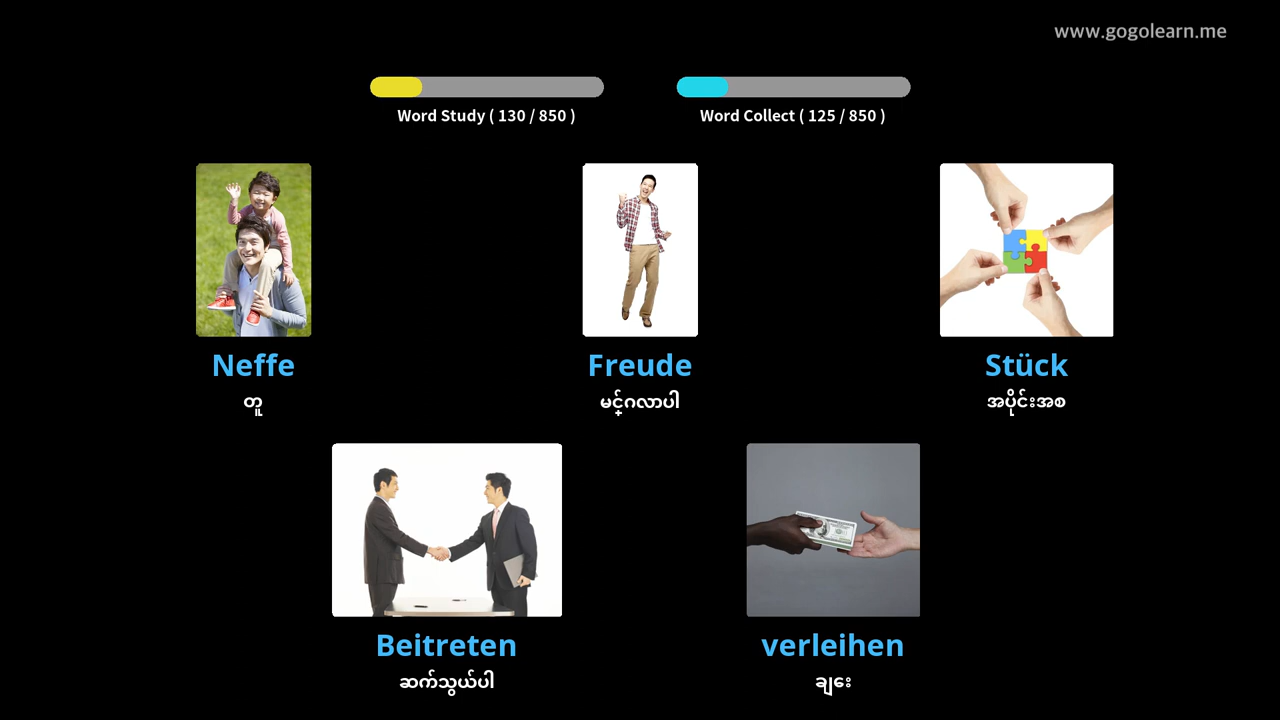 www.gogolearn.me
Word Study ( 130 / 850 )
Word Collect ( 125 / 850 )
Neffe
တူ
Freude
မင်္ဂလာပါ
Stück
အပိုင်းအစ
Beitreten
ဆက်သွယ်ပါ
verleihen
ချေး